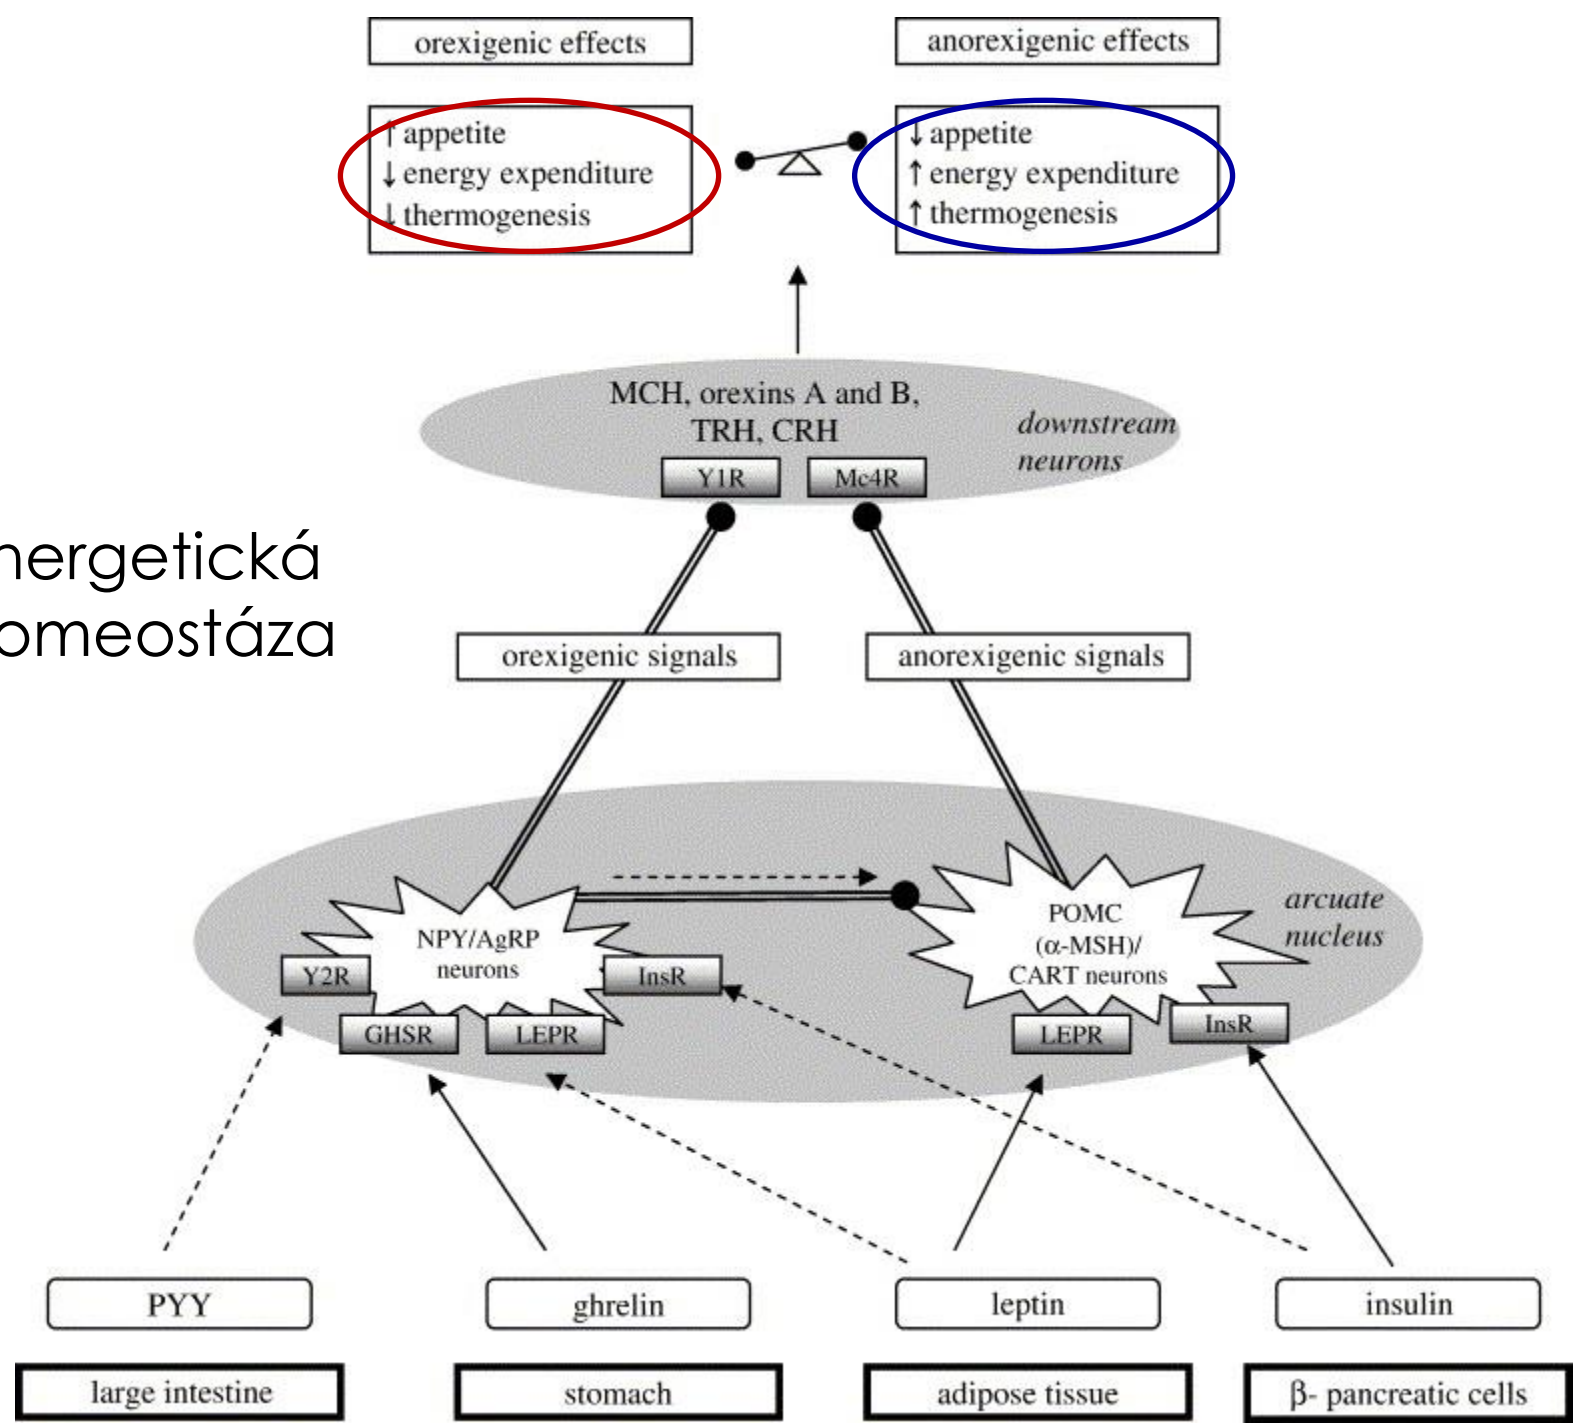 orexigenic effects
anorexigenic effects
↑ appetite
↓ energy expenditure
↓ thermogenesis
↓ appetite
↑ energy expenditure
↑ thermogenesis
MCH, orexins A and B,
TRH, CRH
downstream
neurons
Y1R
Mc4R
nergetická
omeostáza
orexigenic signals
anorexigenic signals
NPY/AgRP
neurons
Y2R
GHSR
LEPR
InsR
POMC
(α-MSH)/
CART neurons
LEPR
InsR
arcuate
nucleus
PYY
ghrelin
leptin
insulin
large intestine
stomach
adipose tissue
β- pancreatic cells